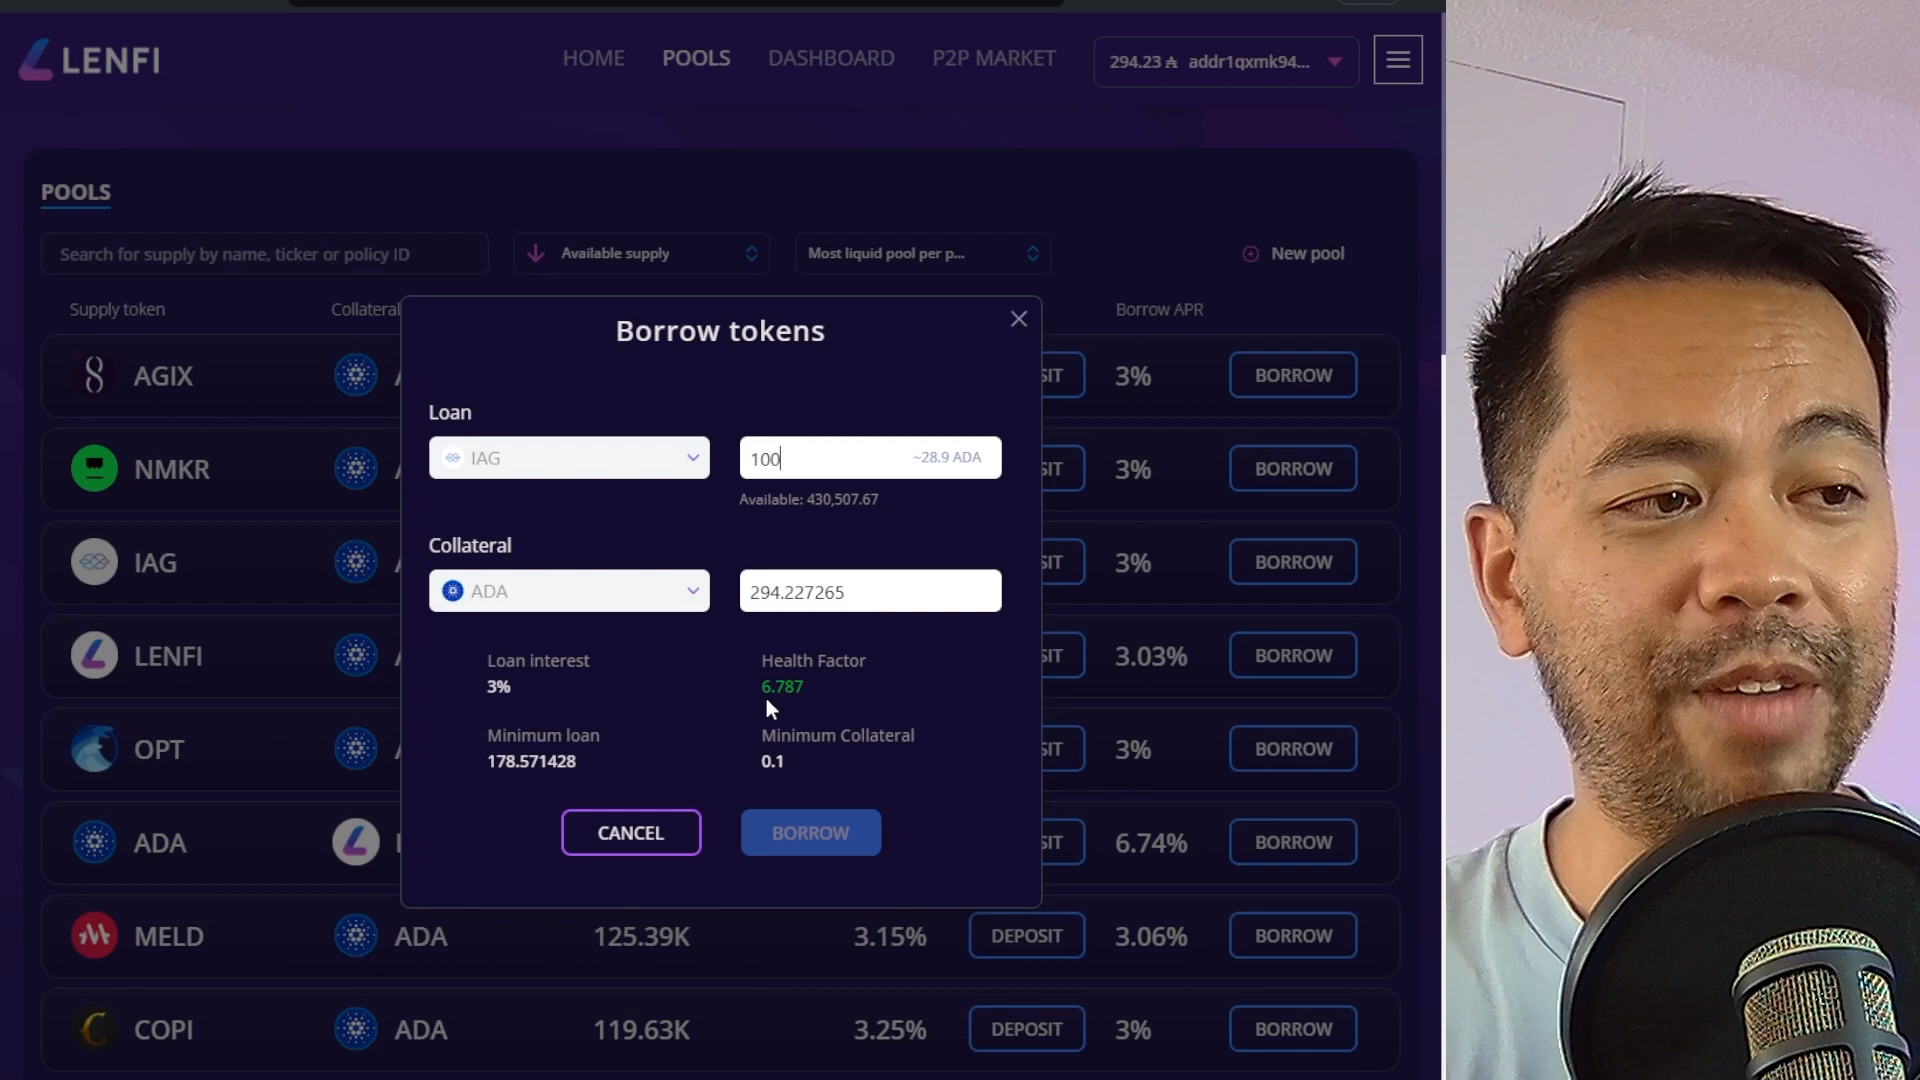 LENFI
HOME POOLS DASHBOARD P2P MARKET 294.23 ₳ addr1qxmk94...
POOLS
Search for supply by name, ticker or policy ID Available supply Most liquid pool per p... New pool
Supply token Collateral Borrow APR
Borrow tokens
AGIX 3% BORROW
Loan
IAG 100 ~28.9 ADA
NMKR 3% BORROW
Available: 430,507.67
Collateral
IAG 3% BORROW
ADA 294.227265
LENFI 3.03% BORROW
Loan interest Health Factor
3% 6.787
OPT 3% BORROW
Minimum loan Minimum Collateral
178.571428 0.1
ADA 6.74% BORROW
CANCEL BORROW
MELD ADA 125.39K 3.15% DEPOSIT 3.06% BORROW
COPI ADA 119.63K 3.25% DEPOSIT 3% BORROW